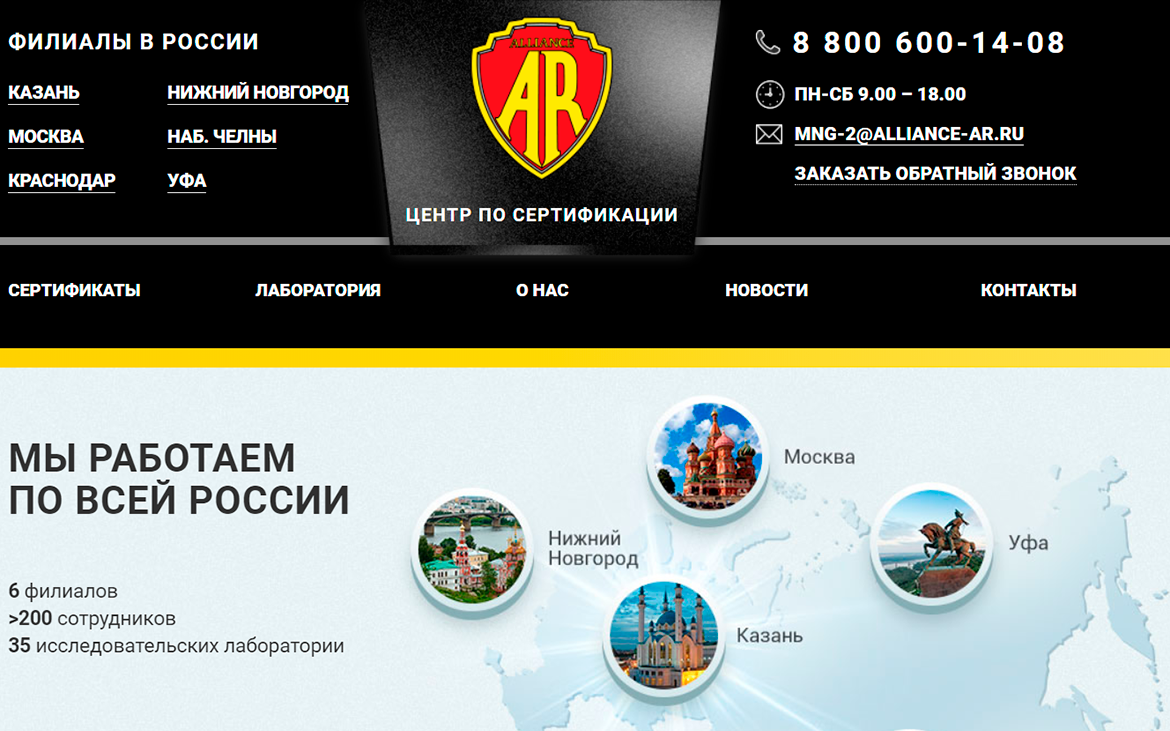 ФИЛИАЛЫ В РОССИИ
КАЗАНЬ
НИЖНИЙ НОВГОРОД
МОСКВА
НАБ. ЧЕЛНЫ
КРАСНОДАР
УФА
ALLIANCE
AR
ЦЕНТР ПО СЕРТИФИКАЦИИ
8 800 600-14-08
ПН-СБ 9.00 – 18.00
MNG-2@ALLIANCE-AR.RU
ЗАКАЗАТЬ ОБРАТНЫЙ ЗВОНОК
СЕРТИФИКАТЫ
ЛАБОРАТОРИЯ
О НАС
НОВОСТИ
КОНТАКТЫ
МЫ РАБОТАЕМ
ПО ВСЕЙ РОССИИ
6 филиалов
>200 сотрудников
35 исследовательских лаборатории
Москва
Нижний
Новгород
Уфа
Казань